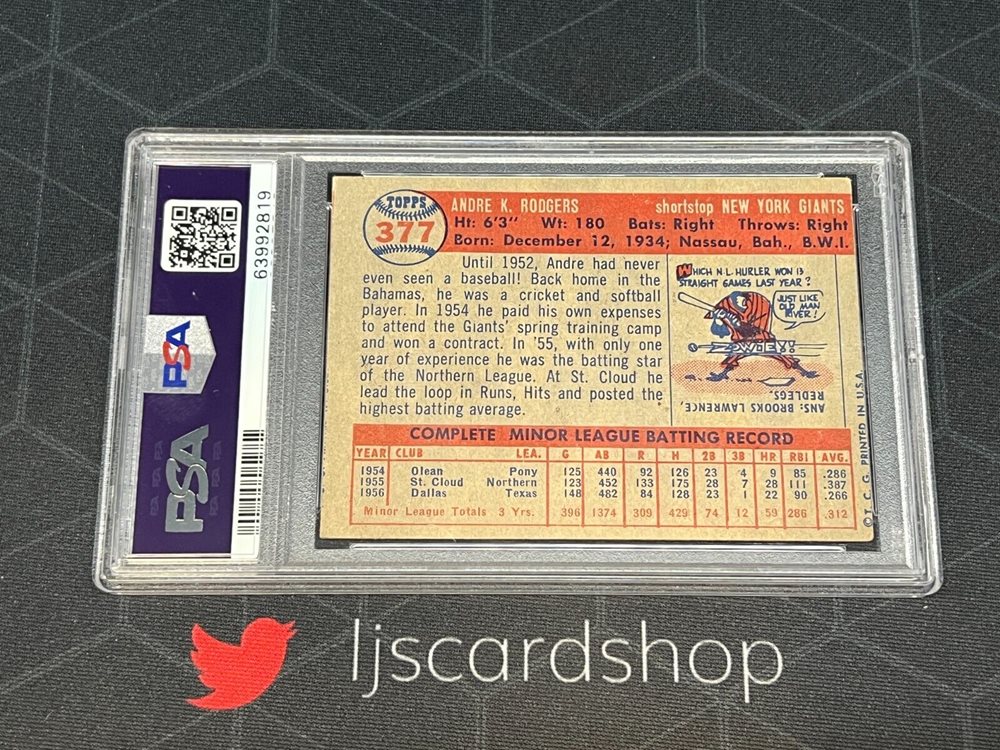 63992819
PSA
PSA
TOPPS
377
ANDRE K. RODGERS shortstop NEW YORK GIANTS
Ht: 6'3" Wt: 180 Bats: Right Throws: Right
Born: December 12, 1934; Nassau, Bah., B.W.I.
Until 1952, Andre had never
even seen a baseball! Back home in the
Bahamas, he was a cricket and softball
player. In 1954 he paid his own expenses
to attend the Giants' spring training camp
and won a contract. In '55, with only one
year of experience he was the batting star
of the Northern League. At St. Cloud he
lead the loop in Runs, Hits and posted the
highest batting average.
WHICH N.L. HURLER WON 13
STRAIGHT GAMES LAST YEAR?
JUST LIKE
OLD MAN
RIVER!
ANS: BROOKS LAWRENCE,
REDLEGS.
COMPLETE MINOR LEAGUE BATTING RECORD
YEAR CLUB LEA. G AB R H 2B 3B HR RBI AVG.
1954 Olean Pony 125 440 92 126 23 4 9 85 .286
1955 St. Cloud Northern 123 452 133 175 28 7 28 111 .387
1956 Dallas Texas 148 482 84 128 23 1 22 90 .266
Minor League Totals 3 Yrs. 396 1374 309 429 74 12 59 286 .312
©T. C. G. PRINTED IN U.S.A.
ljscardshop